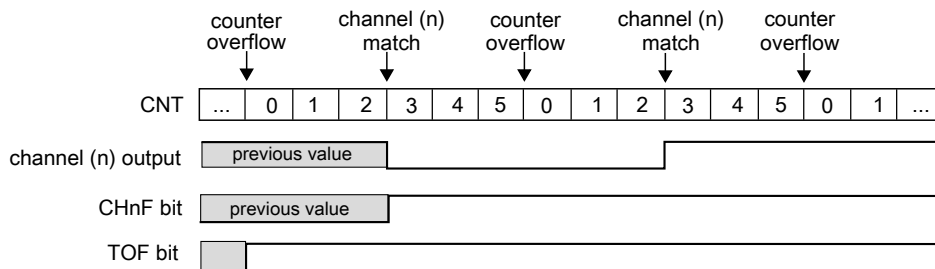 counter overflow
channel (n) match
counter overflow
channel (n) match
counter overflow
CNT ... 0 1 2 3 4 5 0 1 2 3 4 5 0 1 ...
channel (n) output previous value
CHnF bit previous value
TOF bit